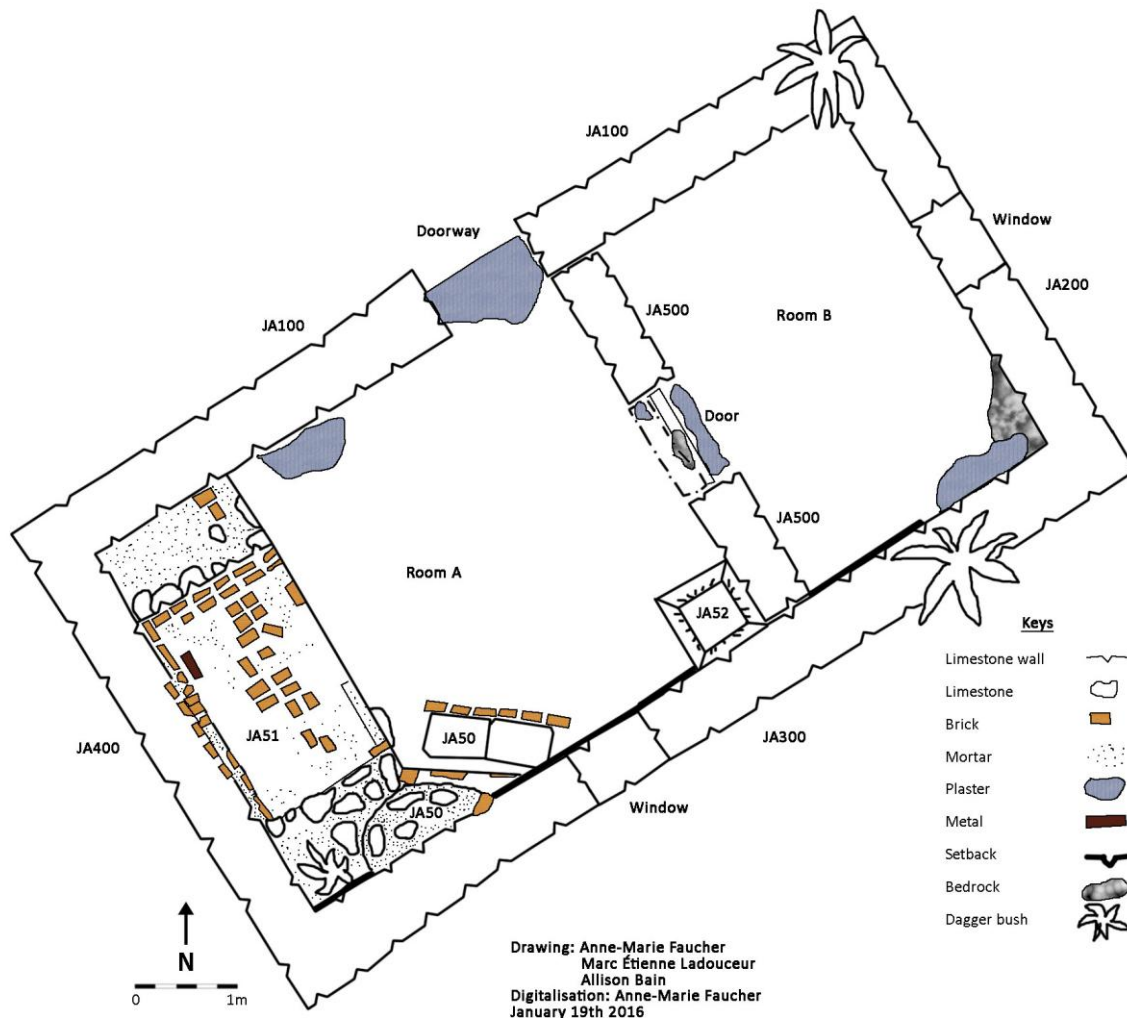 JA100
Doorway
Window
JA200
JA100
JA500
Room B
Door
JA500
Room A
JA52
JA400
JA51
JA50
JA50
JA300
Window
Keys
Limestone wall
Limestone
Brick
Mortar
Plaster
Metal
Setback
Bedrock
Dagger bush
N
0 1m
Drawing: Anne-Marie Faucher
Marc Étienne Ladouceur
Allison Bain
Digitalisation: Anne-Marie Faucher
January 19th 2016